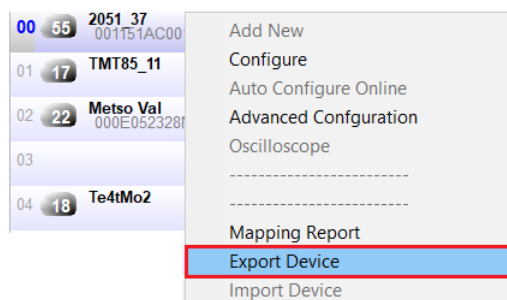 00 55 2051_37
001151AC00
01 17 TMT85_11
02 22 Metso Val
000E052328
03
04 18 Te4tMo2
Add New
Configure
Auto Configure Online
Advanced Confguration
Oscilloscope
------------------------
------------------------
Mapping Report
Export Device
Import Device